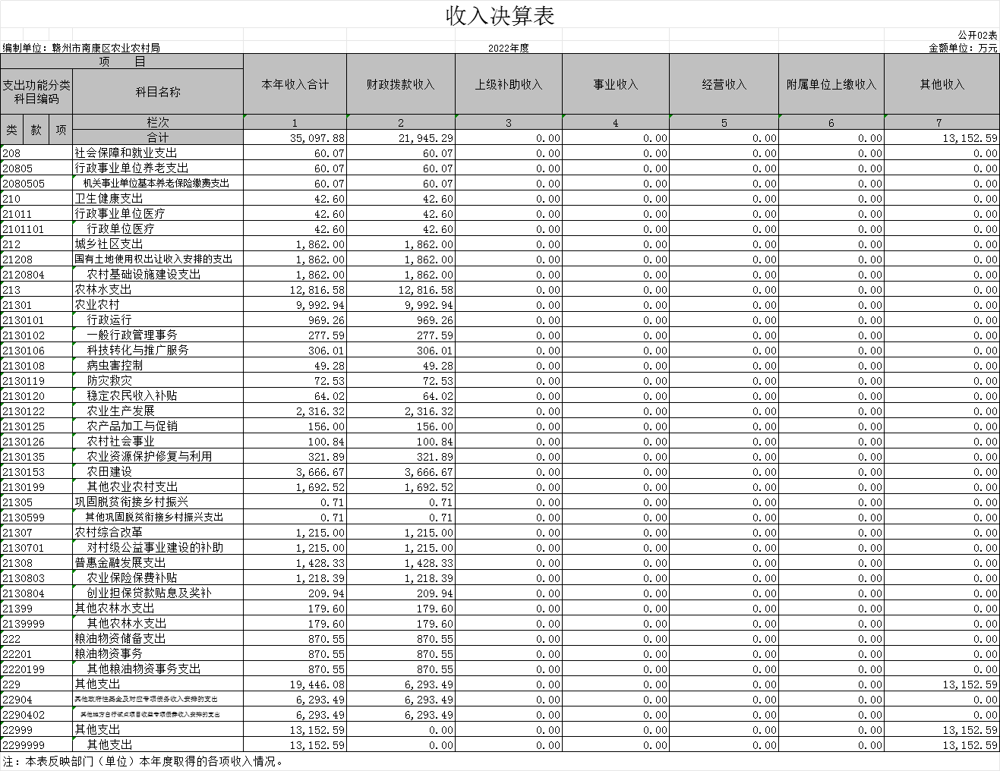 收入决算表
公开02表
编制单位：赣州市南康区农业农村局 2022年度 金额单位：万元
项 目 本年收入合计 财政拨款收入 上级补助收入 事业收入 经营收入 附属单位上缴收入 其他收入
支出功能分类科目编码 科目名称
类 款 项 栏次 1 2 3 4 5 6 7
合计 35,097.88 21,945.29 0.00 0.00 0.00 0.00 13,152.59
208 社会保障和就业支出 60.07 60.07 0.00 0.00 0.00 0.00 0.00
20805 行政事业单位养老支出 60.07 60.07 0.00 0.00 0.00 0.00 0.00
2080505 机关事业单位基本养老保险缴费支出 60.07 60.07 0.00 0.00 0.00 0.00 0.00
210 卫生健康支出 42.60 42.60 0.00 0.00 0.00 0.00 0.00
21011 行政事业单位医疗 42.60 42.60 0.00 0.00 0.00 0.00 0.00
2101101 行政单位医疗 42.60 42.60 0.00 0.00 0.00 0.00 0.00
212 城乡社区支出 1,862.00 1,862.00 0.00 0.00 0.00 0.00 0.00
21208 国有土地使用权出让收入安排的支出 1,862.00 1,862.00 0.00 0.00 0.00 0.00 0.00
2120804 农村基础设施建设支出 1,862.00 1,862.00 0.00 0.00 0.00 0.00 0.00
213 农林水支出 12,816.58 12,816.58 0.00 0.00 0.00 0.00 0.00
21301 农业农村 9,992.94 9,992.94 0.00 0.00 0.00 0.00 0.00
2130101 行政运行 969.26 969.26 0.00 0.00 0.00 0.00 0.00
2130102 一般行政管理事务 277.59 277.59 0.00 0.00 0.00 0.00 0.00
2130106 科技转化与推广服务 306.01 306.01 0.00 0.00 0.00 0.00 0.00
2130108 病虫害控制 49.28 49.28 0.00 0.00 0.00 0.00 0.00
2130119 防灾救灾 72.53 72.53 0.00 0.00 0.00 0.00 0.00
2130120 稳定农民收入补贴 64.02 64.02 0.00 0.00 0.00 0.00 0.00
2130122 农业生产发展 2,316.32 2,316.32 0.00 0.00 0.00 0.00 0.00
2130125 农产品加工与促销 156.00 156.00 0.00 0.00 0.00 0.00 0.00
2130126 农村社会事业 100.84 100.84 0.00 0.00 0.00 0.00 0.00
2130135 农业资源保护修复与利用 321.89 321.89 0.00 0.00 0.00 0.00 0.00
2130153 农田建设 3,666.67 3,666.67 0.00 0.00 0.00 0.00 0.00
2130199 其他农业农村支出 1,692.52 1,692.52 0.00 0.00 0.00 0.00 0.00
21305 巩固脱贫衔接乡村振兴 0.71 0.71 0.00 0.00 0.00 0.00 0.00
2130599 其他巩固脱贫衔接乡村振兴支出 0.71 0.71 0.00 0.00 0.00 0.00 0.00
21307 农村综合改革 1,215.00 1,215.00 0.00 0.00 0.00 0.00 0.00
2130701 对村级公益事业建设的补助 1,215.00 1,215.00 0.00 0.00 0.00 0.00 0.00
21308 普惠金融发展支出 1,428.33 1,428.33 0.00 0.00 0.00 0.00 0.00
2130803 农业保险保费补贴 1,218.39 1,218.39 0.00 0.00 0.00 0.00 0.00
2130804 创业担保贷款贴息及奖补 209.94 209.94 0.00 0.00 0.00 0.00 0.00
21399 其他农林水支出 179.60 179.60 0.00 0.00 0.00 0.00 0.00
2139999 其他农林水支出 179.60 179.60 0.00 0.00 0.00 0.00 0.00
222 粮油物资储备支出 870.55 870.55 0.00 0.00 0.00 0.00 0.00
22201 粮油物资事务 870.55 870.55 0.00 0.00 0.00 0.00 0.00
2220199 其他粮油物资事务支出 870.55 870.55 0.00 0.00 0.00 0.00 0.00
229 其他支出 19,446.08 6,293.49 0.00 0.00 0.00 0.00 13,152.59
22904 其他政府性基金及对应专项债务收入安排的支出 6,293.49 6,293.49 0.00 0.00 0.00 0.00 0.00
2290402 其他地方自行试点项目收益专项债券收入安排的支出 6,293.49 6,293.49 0.00 0.00 0.00 0.00 0.00
22999 其他支出 13,152.59 0.00 0.00 0.00 0.00 0.00 13,152.59
2299999 其他支出 13,152.59 0.00 0.00 0.00 0.00 0.00 13,152.59
注：本表反映部门（单位）本年度取得的各项收入情况。